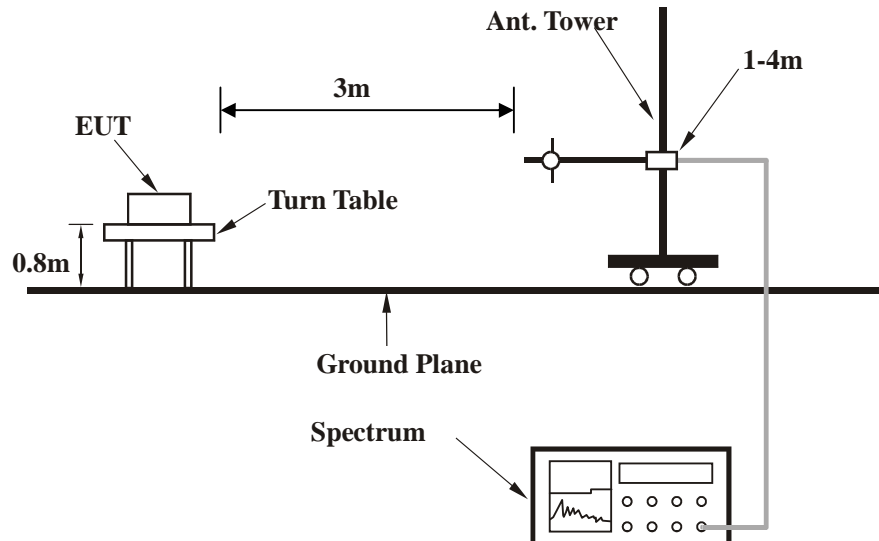 Ant. Tower
1-4m
3m
EUT
Turn Table
0.8m
Ground Plane
Spectrum